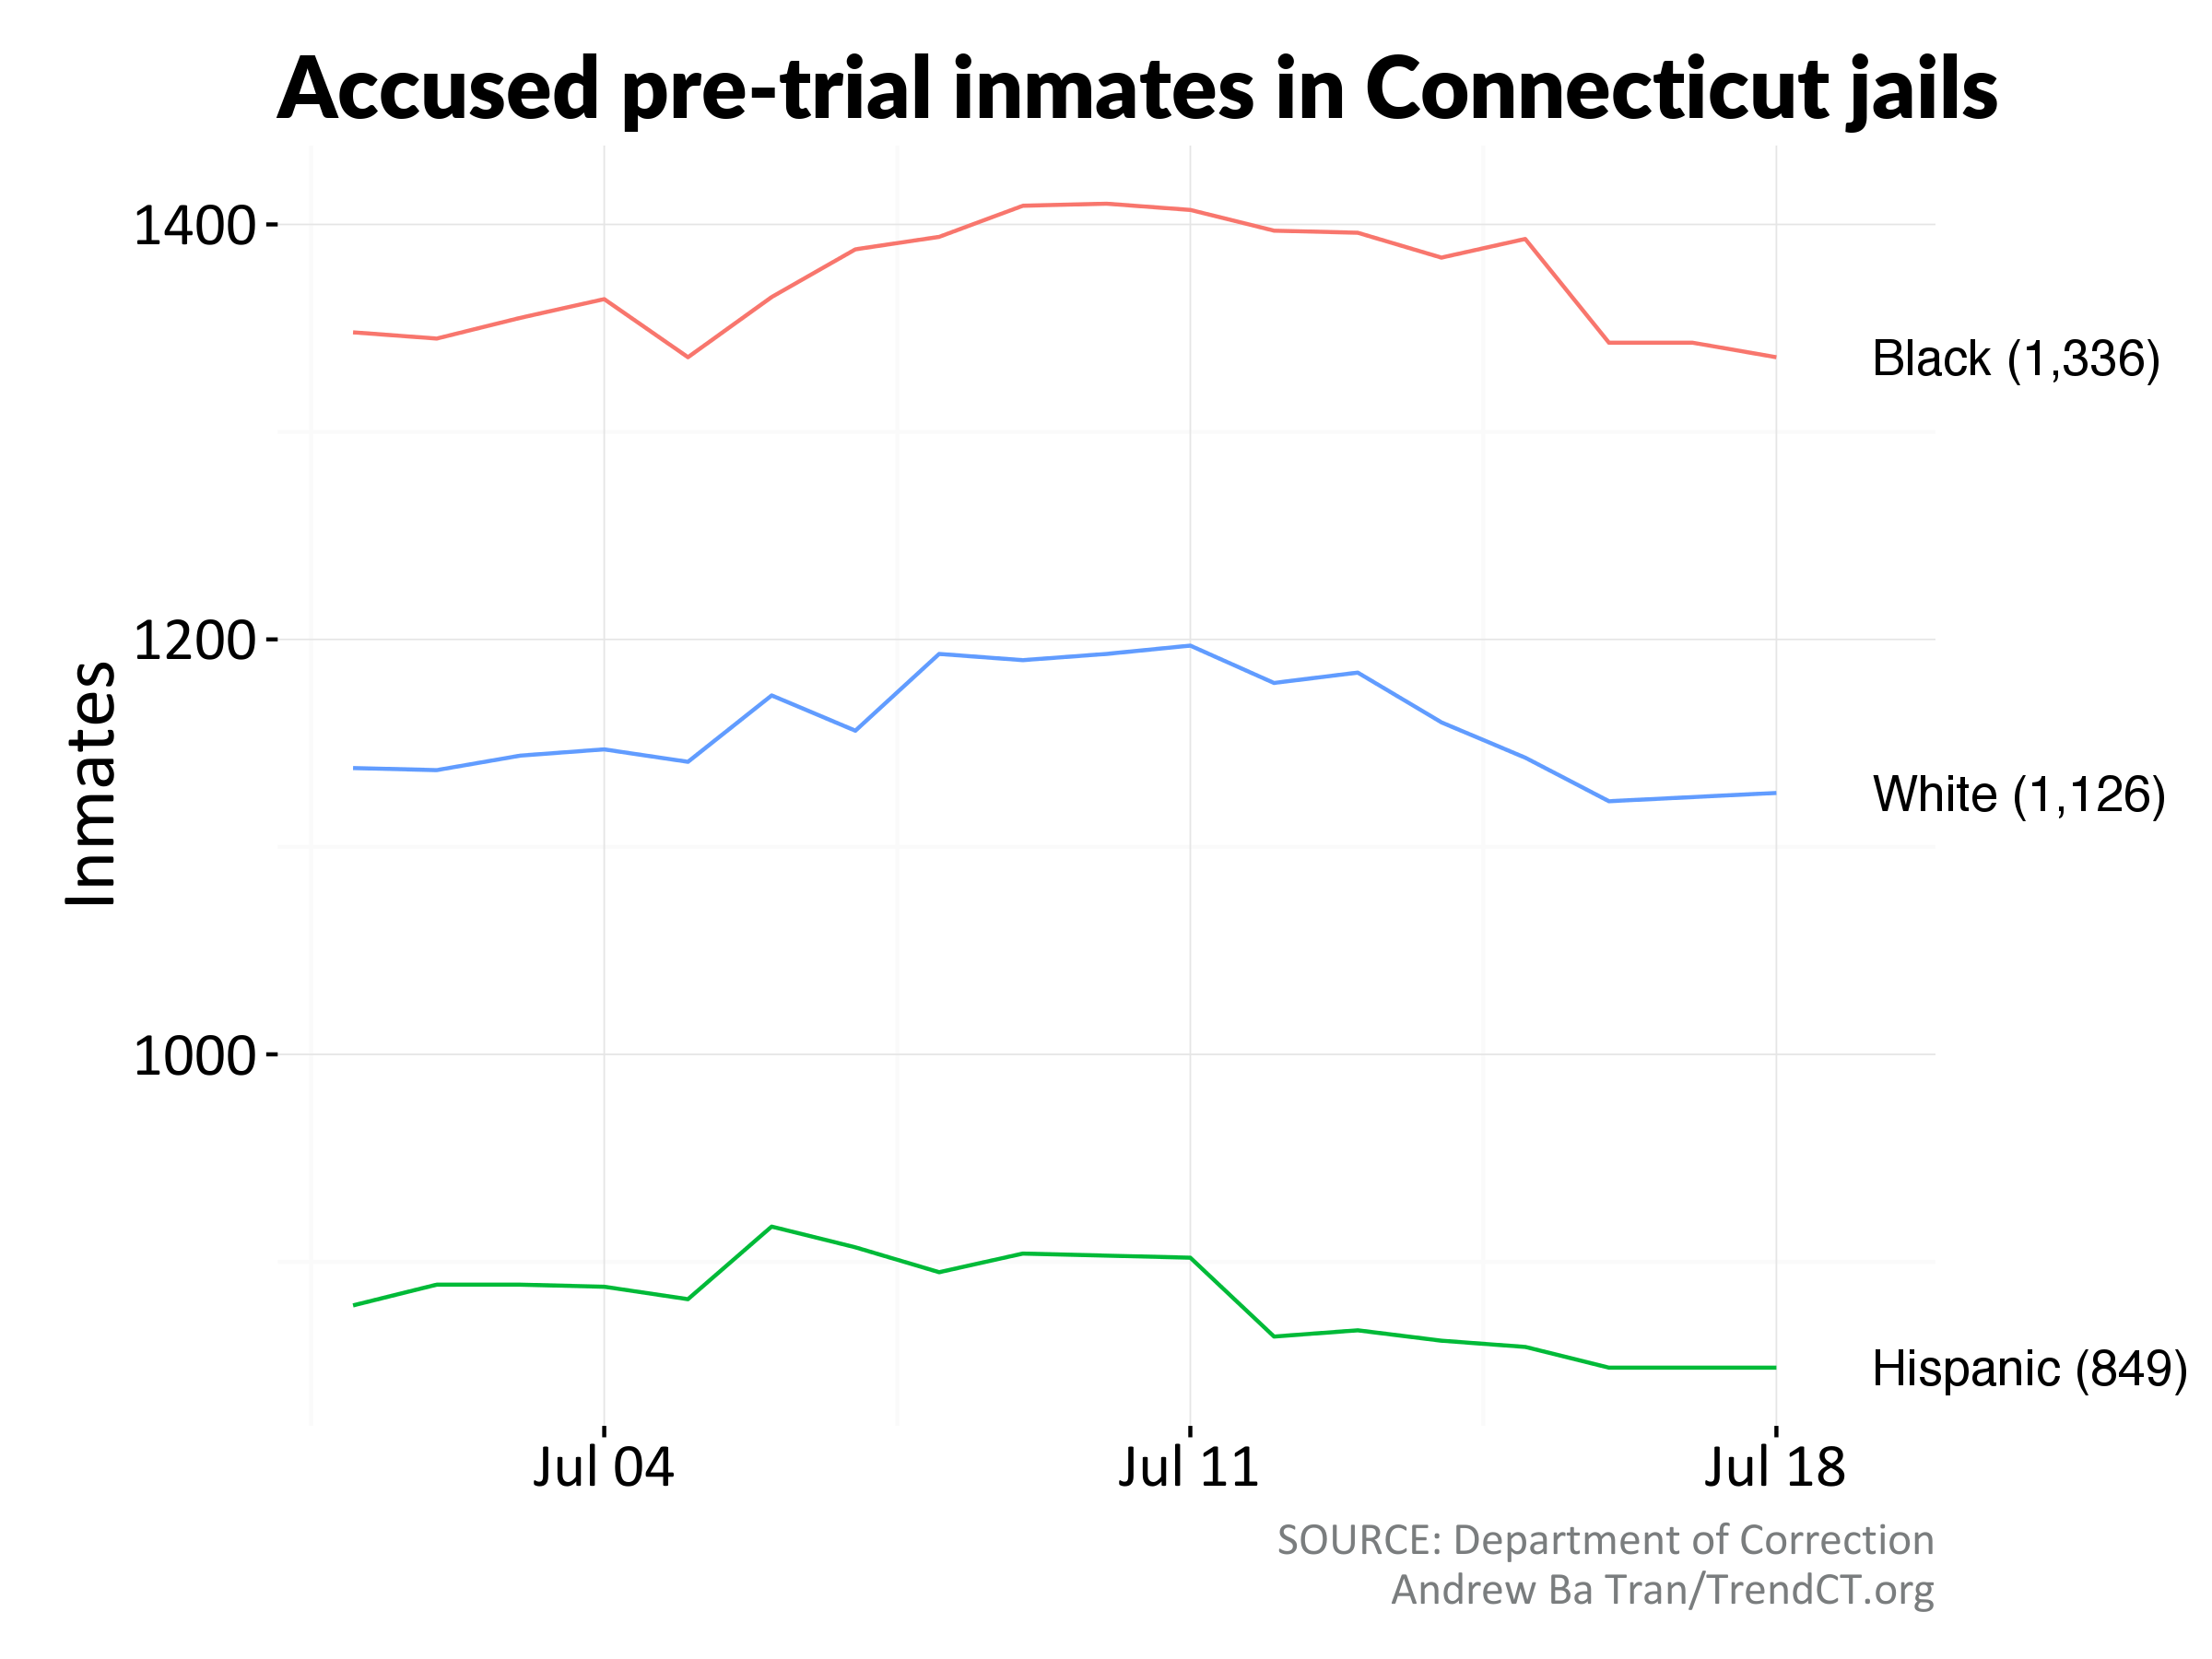 Accused pre-trial inmates in Connecticut jails
1400
Black (1,336)
1200
Inmates
White (1,126)
1000
Hispanic (849)
Jul 04
Jul 11
Jul 18
SOURCE: Department of Correction
Andrew Ba Tran/TrendCT.org